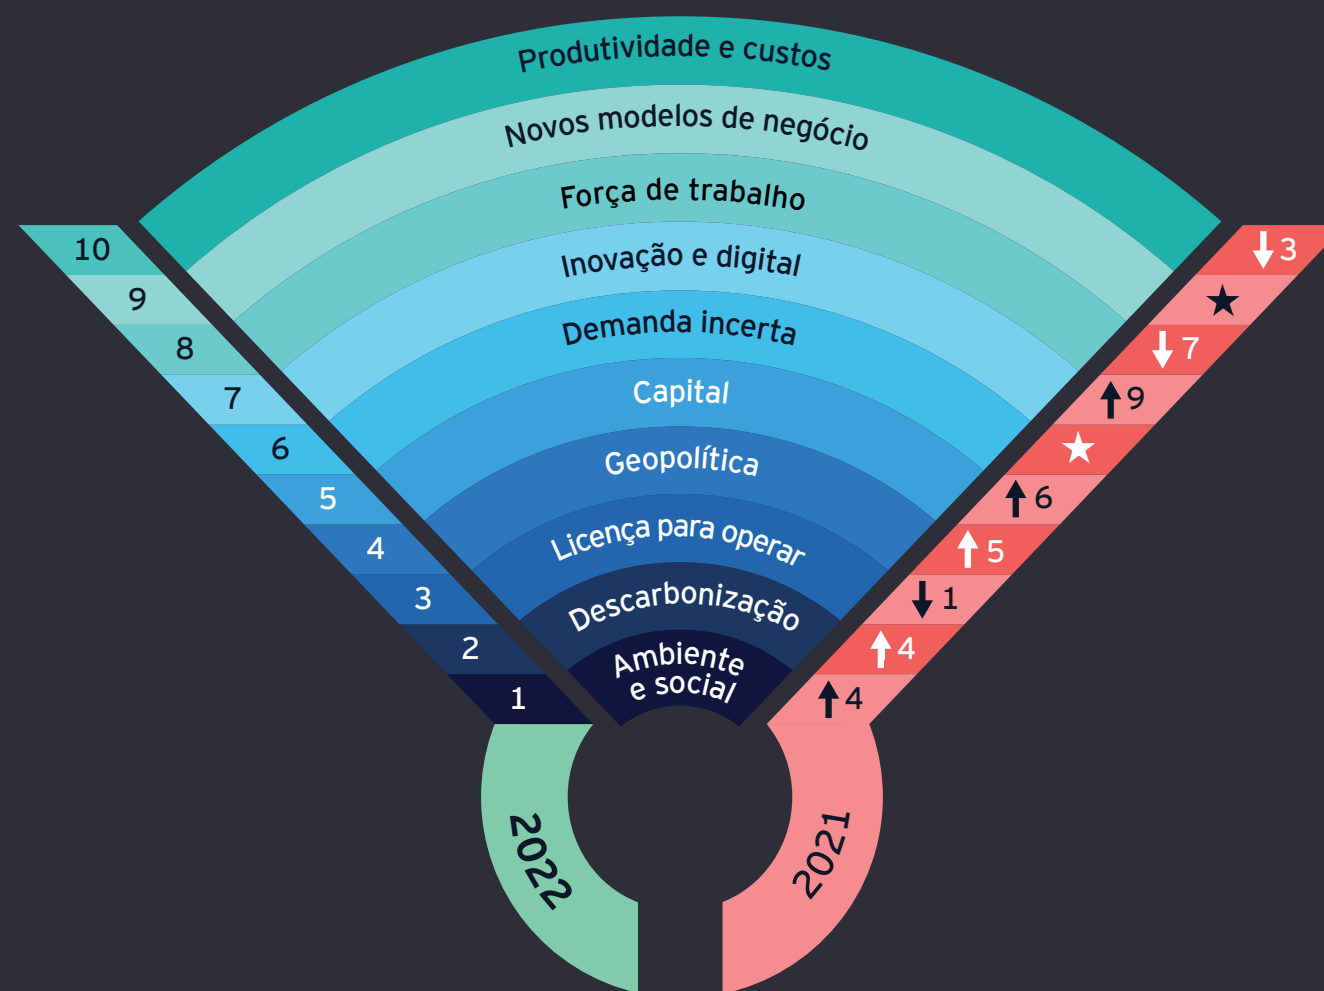 Produtividade e custos
Novos modelos de negócio
Força de trabalho
Inovação e digital
Demanda incerta
Capital
Geopolítica
Licença para operar
Descarbonização
Ambiente
e social
10
9
8
7
6
5
4
3
2
1
2022
3
7
9
6
5
1
4
4
2021